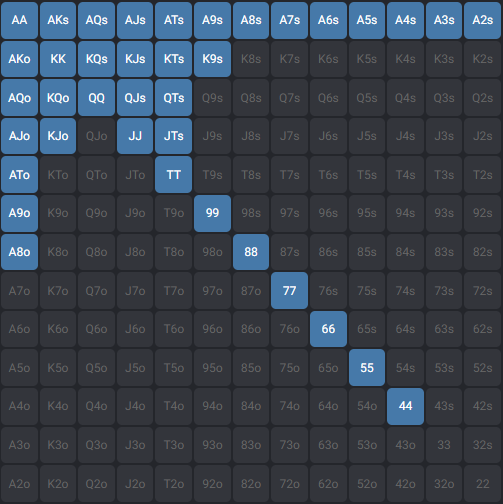 AA AKs AQs AJs ATs A9s A8s A7s A6s A5s A4s A3s A2s
AKo KK KQs KJs KTs K9s K8s K7s K6s K5s K4s K3s K2s
AQo KQo QQ QJs QTs Q9s Q8s Q7s Q6s Q5s Q4s Q3s Q2s
AJo KJo QJo JJ JTs J9s J8s J7s J6s J5s J4s J3s J2s
ATo KTo QTo JTo TT T9s T8s T7s T6s T5s T4s T3s T2s
A9o K9o Q9o J9o T9o 99 98s 97s 96s 95s 94s 93s 92s
A8o K8o Q8o J8o T8o 98o 88 87s 86s 85s 84s 83s 82s
A7o K7o Q7o J7o T7o 97o 87o 77 76s 75s 74s 73s 72s
A6o K6o Q6o J6o T6o 96o 86o 76o 66 65s 64s 63s 62s
A5o K5o Q5o J5o T5o 95o 85o 75o 65o 55 54s 53s 52s
A4o K4o Q4o J4o T4o 94o 84o 74o 64o 54o 44 43s 42s
A3o K3o Q3o J3o T3o 93o 83o 73o 63o 53o 43o 33 32s
A2o K2o Q2o J2o T2o 92o 82o 72o 62o 52o 42o 32o 22